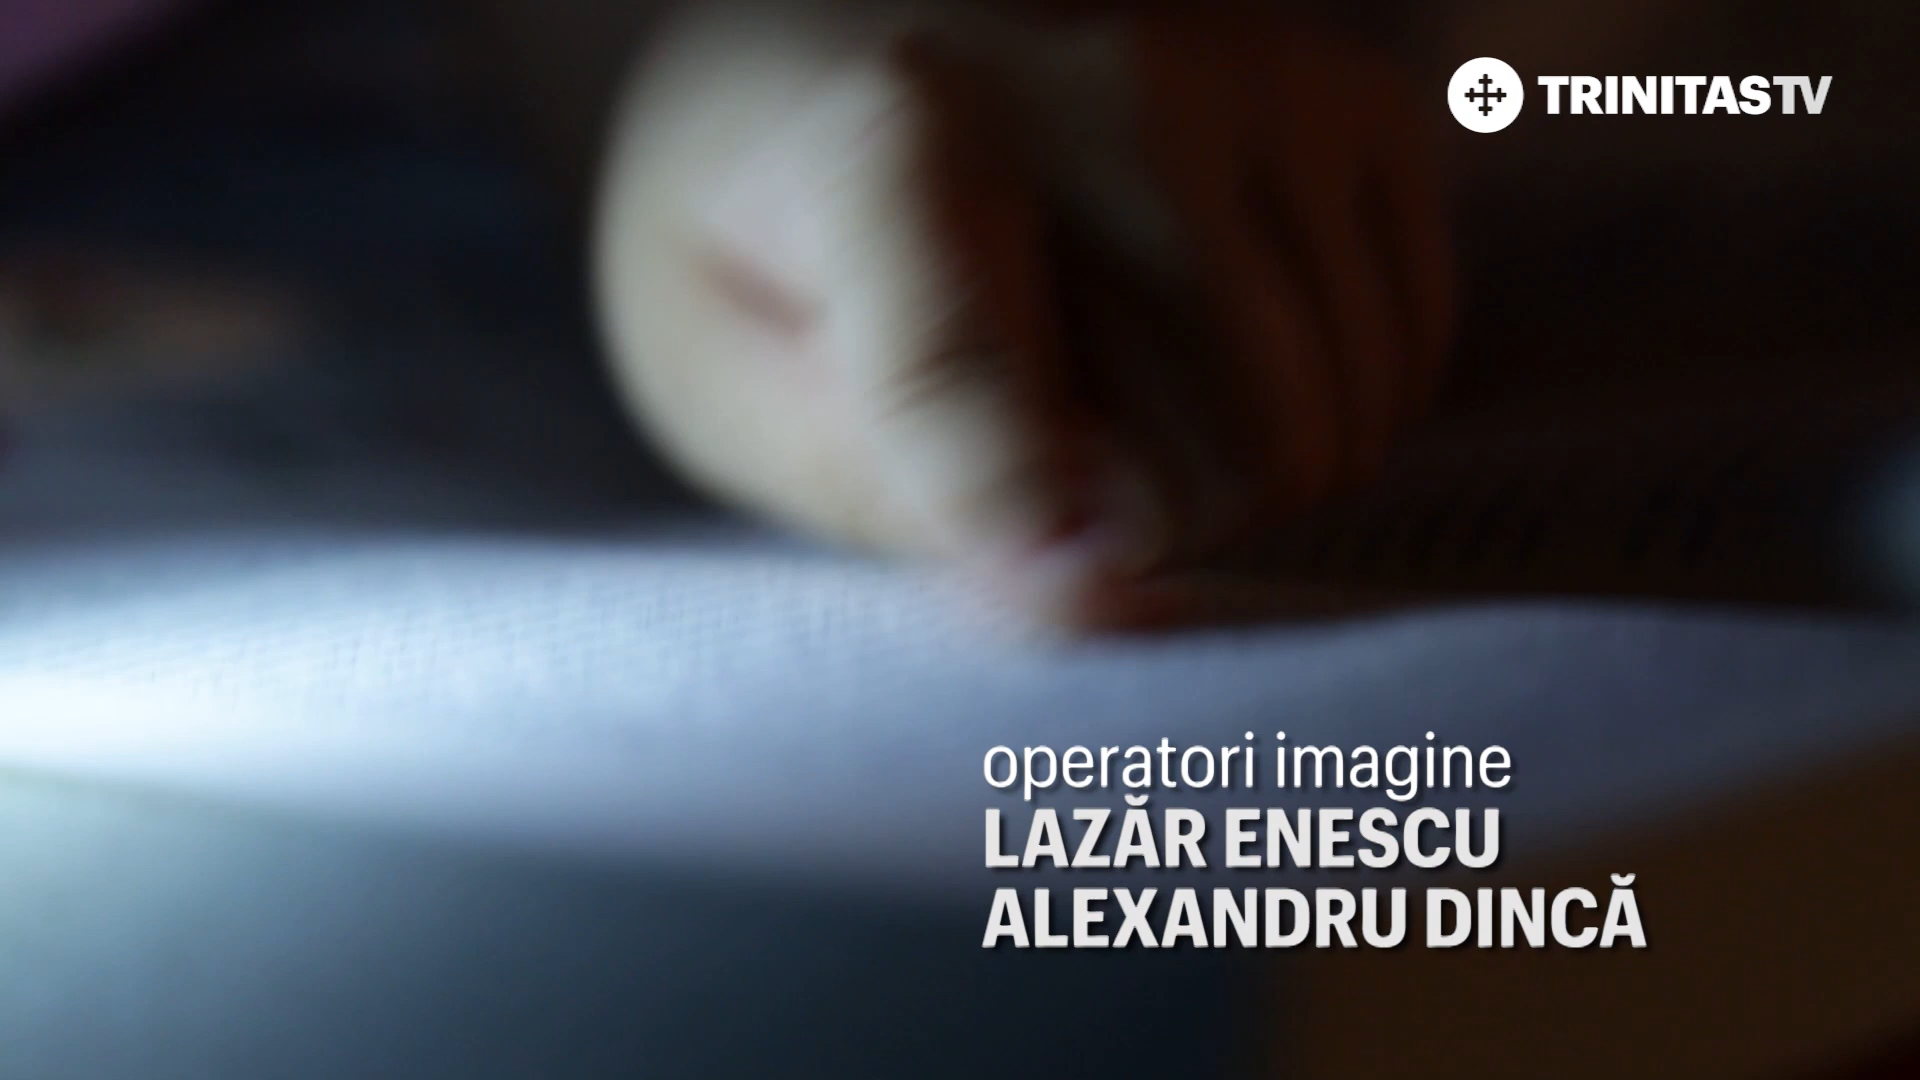 TRINITASTV
operatori imagine
LAZĂR ENESCU
ALEXANDRU DINCĂ